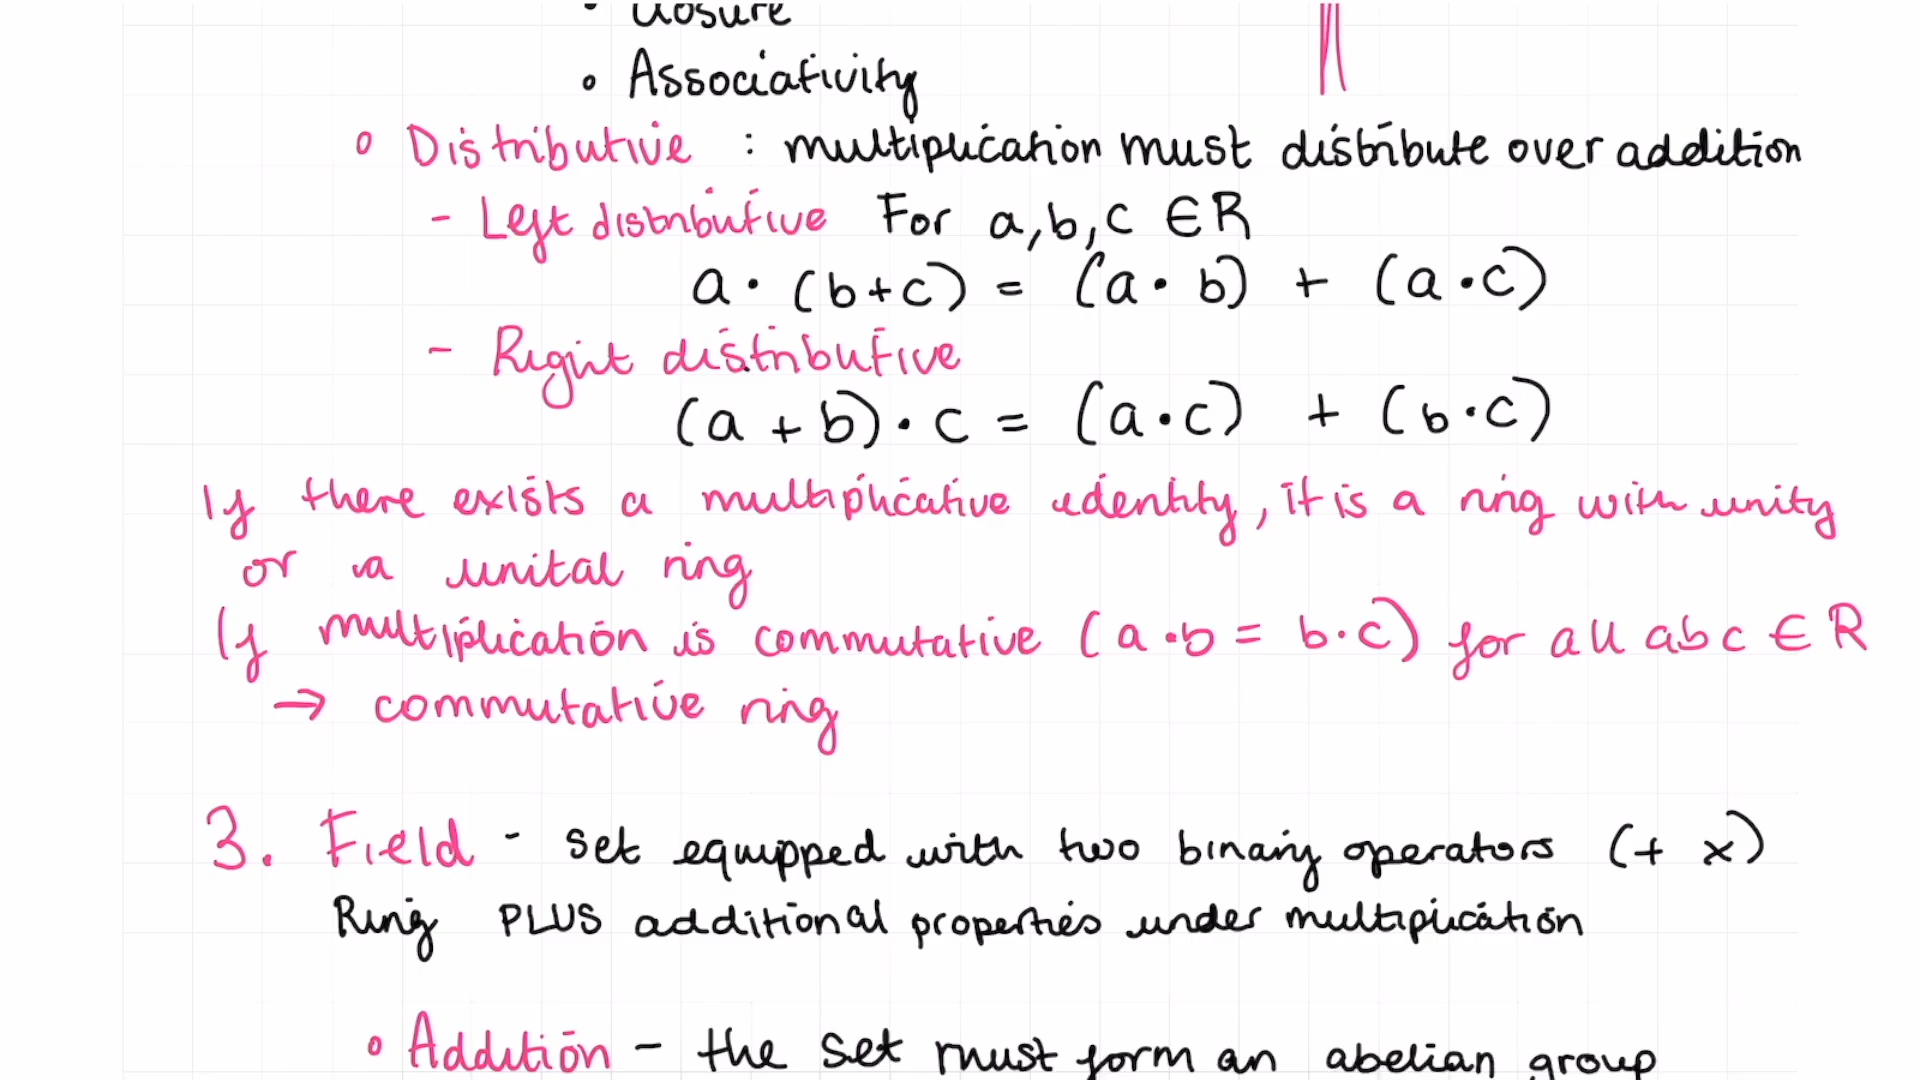 • Closure
• Associativity
o Distributive : multiplication must distribute over addition
- Left distributive For a,b,c ∈ R
a · (b+c) = (a · b) + (a · c)
- Right distributive
(a + b) · c = (a · c) + (b · c)
If there exists a multiplicative identity, it is a ring with unity
or a unital ring
If multiplication is commutative (a · b = b · c) for all abc ∈ R
→ commutative ring
3. Field - set equipped with two binary operators (+ x)
Ring PLUS additional properties under multiplication
o Addition - the set must form an abelian group